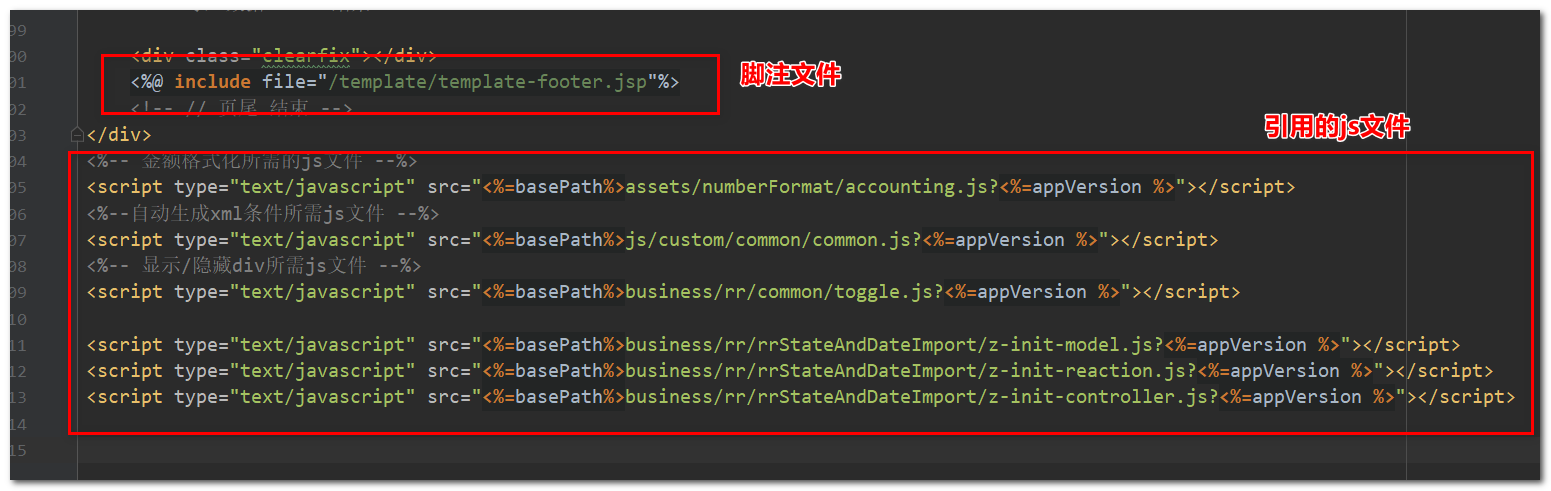 99
00 <div class="clearfix"></div>
01 <%@ include file="/template/template-footer.jsp"%>
脚注文件
02 <!-- // 页尾 结束 -->
引用的js文件
03 </div>
04 <%-- 金额格式化所需的js文件 --%>
05 <script type="text/javascript" src="<%=basePath%>assets/numberFormat/accounting.js?<%=appVersion %>"></script>
06 <%--自动生成xml条件所需js文件 --%>
07 <script type="text/javascript" src="<%=basePath%>js/custom/common/common.js?<%=appVersion %>"></script>
08 <%-- 显示/隐藏div所需js文件 --%>
09 <script type="text/javascript" src="<%=basePath%>business/rr/common/toggle.js?<%=appVersion %>"></script>
10
11 <script type="text/javascript" src="<%=basePath%>business/rr/rrStateAndDateImport/z-init-model.js?<%=appVersion %>"></script>
12 <script type="text/javascript" src="<%=basePath%>business/rr/rrStateAndDateImport/z-init-reaction.js?<%=appVersion %>"></script>
13 <script type="text/javascript" src="<%=basePath%>business/rr/rrStateAndDateImport/z-init-controller.js?<%=appVersion %>"></script>
14
15